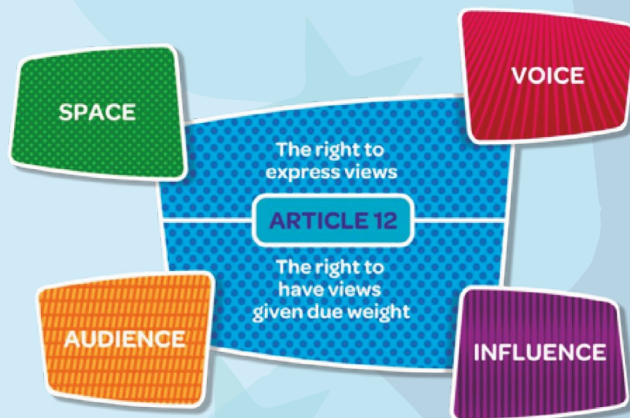 SPACE
VOICE
The right to
express views
ARTICLE 12
The right to
have views
given due weight
AUDIENCE
INFLUENCE